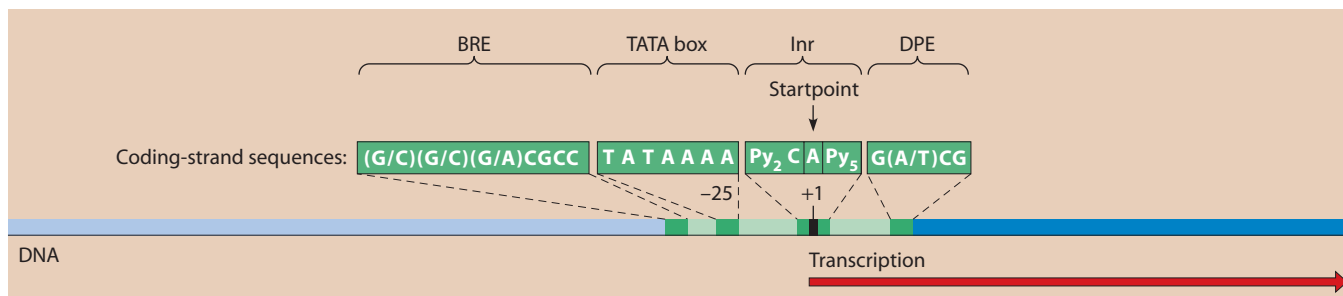 BRE TATA box Inr DPE
Startpoint
Coding-strand sequences: (G/C)(G/C)(G/A)CGCC T A T A A A A Py2 C A Py5 G(A/T)CG
–25 +1
DNA
Transcription